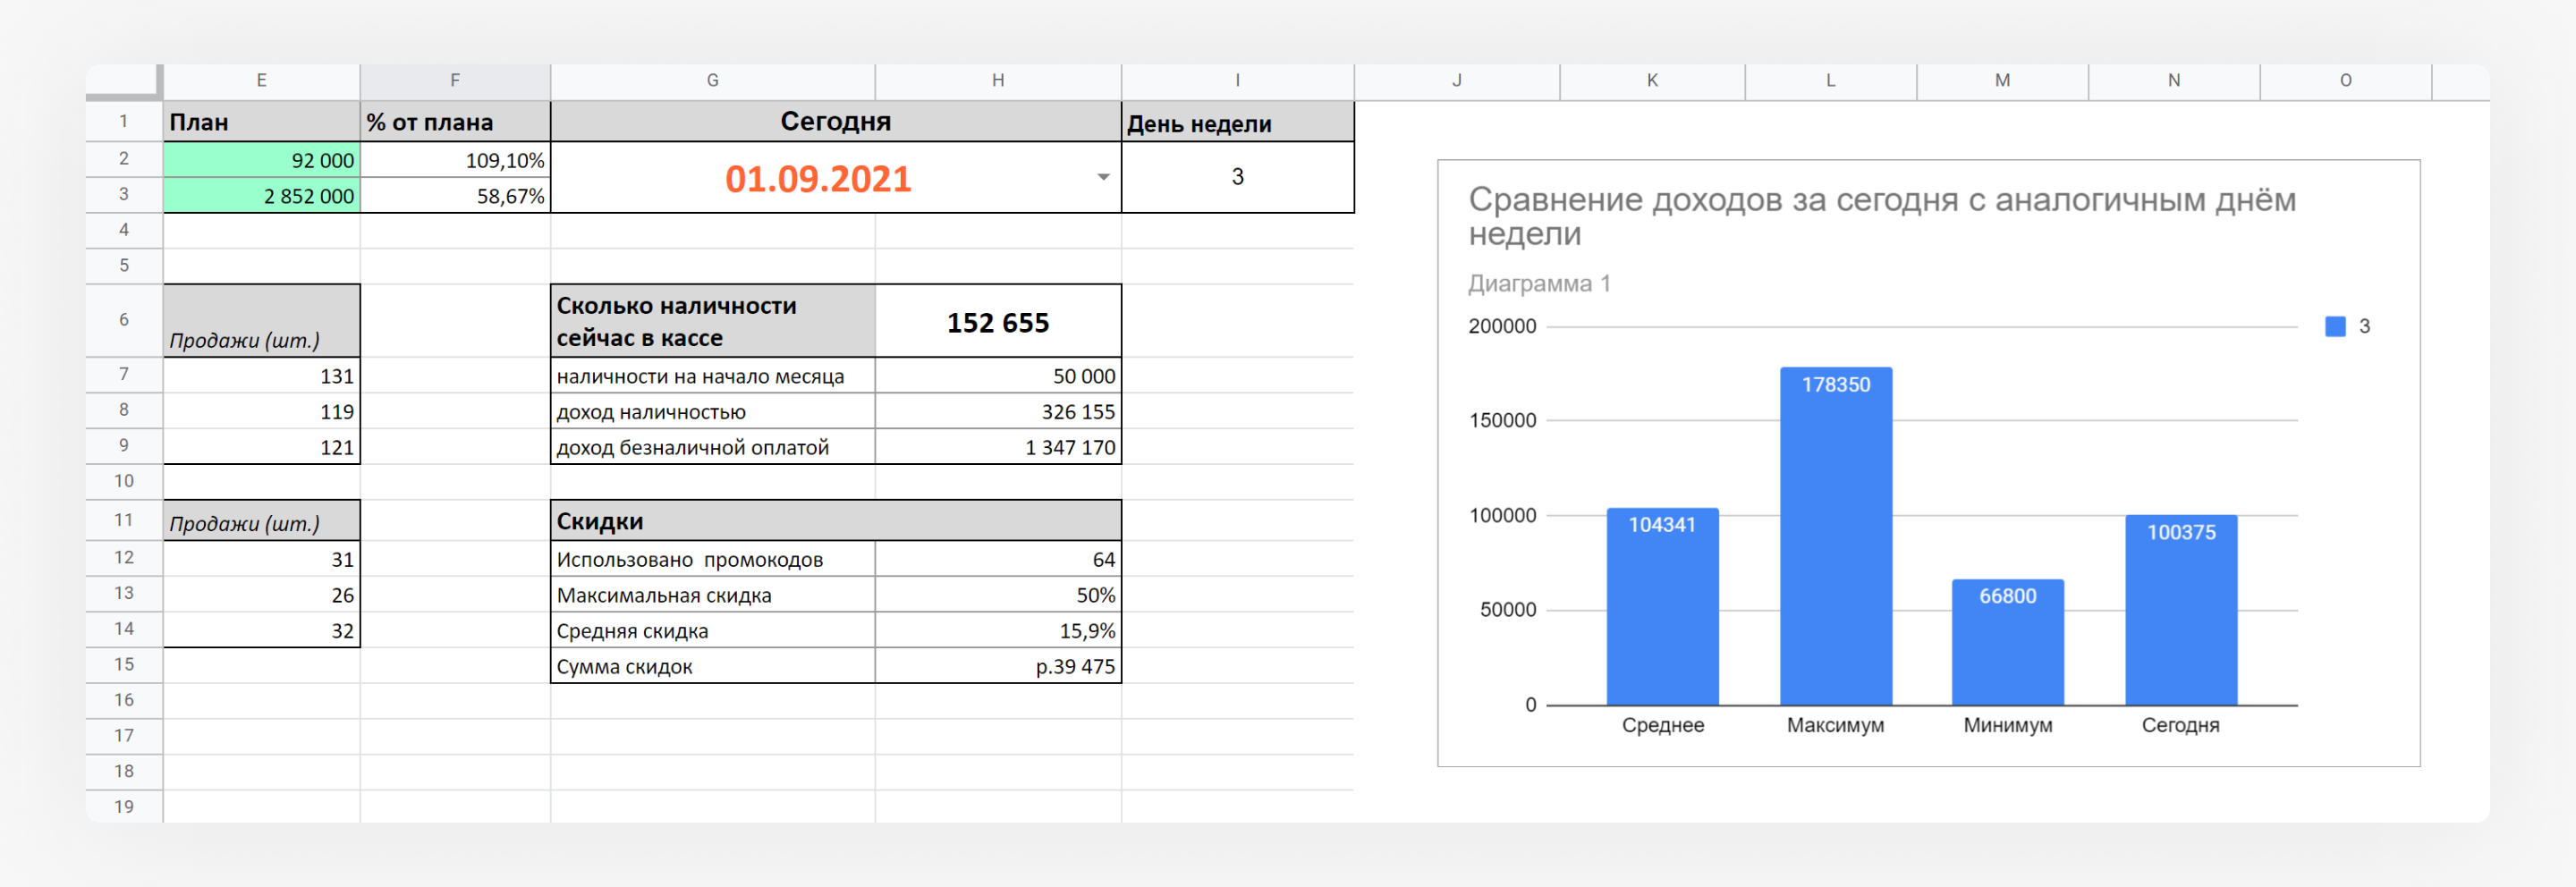 E F G H I J K L M N O
1 План % от плана Сегодня День недели
2 92 000 109,10% 01.09.2021 3
3 2 852 000 58,67%
4
5
6 Продажи (шт.) Сколько наличности сейчас в кассе 152 655
7 131 наличности на начало месяца 50 000
8 119 доход наличностью 326 155
9 121 доход безналичной оплатой 1 347 170
10
11 Продажи (шт.) Скидки
12 31 Использовано промокодов 64
13 26 Максимальная скидка 50%
14 32 Средняя скидка 15,9%
15 Сумма скидок р.39 475
16
17
18
19
Сравнение доходов за сегодня с аналогичным днём
недели
Диаграмма 1
200000
150000
100000
50000
0
3
104341 178350 66800 100375
Среднее Максимум Минимум Сегодня